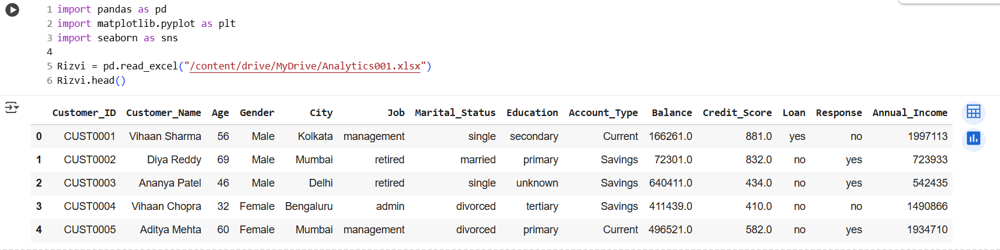 1 import pandas as pd
2 import matplotlib.pyplot as plt
3 import seaborn as sns
4
5 Rizvi = pd.read_excel("/content/drive/MyDrive/Analytics001.xlsx")
6 Rizvi.head()
Customer_ID Customer_Name Age Gender City Job Marital_Status Education Account_Type Balance Credit_Score Loan Response Annual_Income
0 CUST0001 Vihaan Sharma 56 Male Kolkata management single secondary Current 166261.0 881.0 yes no 1997113
1 CUST0002 Diya Reddy 69 Male Mumbai retired married primary Savings 72301.0 832.0 no yes 723933
2 CUST0003 Ananya Patel 46 Male Delhi retired single unknown Savings 640411.0 434.0 no yes 542435
3 CUST0004 Vihaan Chopra 32 Female Bengaluru admin divorced tertiary Savings 411439.0 410.0 no no 1490866
4 CUST0005 Aditya Mehta 60 Female Mumbai management divorced primary Current 496521.0 582.0 no yes 1934710